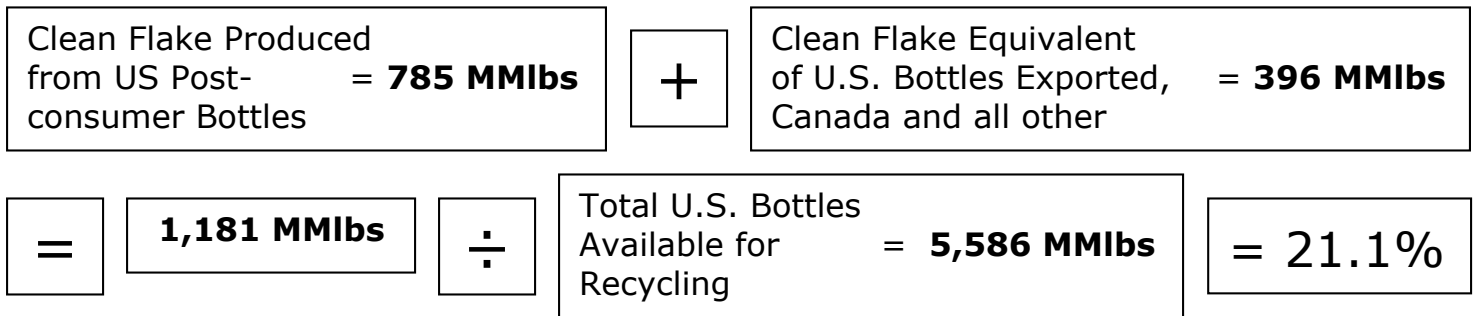 Clean Flake Produced
from US Post- = 785 MMlbs
consumer Bottles
+
Clean Flake Equivalent
of U.S. Bottles Exported, = 396 MMlbs
Canada and all other
=
1,181 MMlbs
÷
Total U.S. Bottles
Available for = 5,586 MMlbs
Recycling
= 21.1%